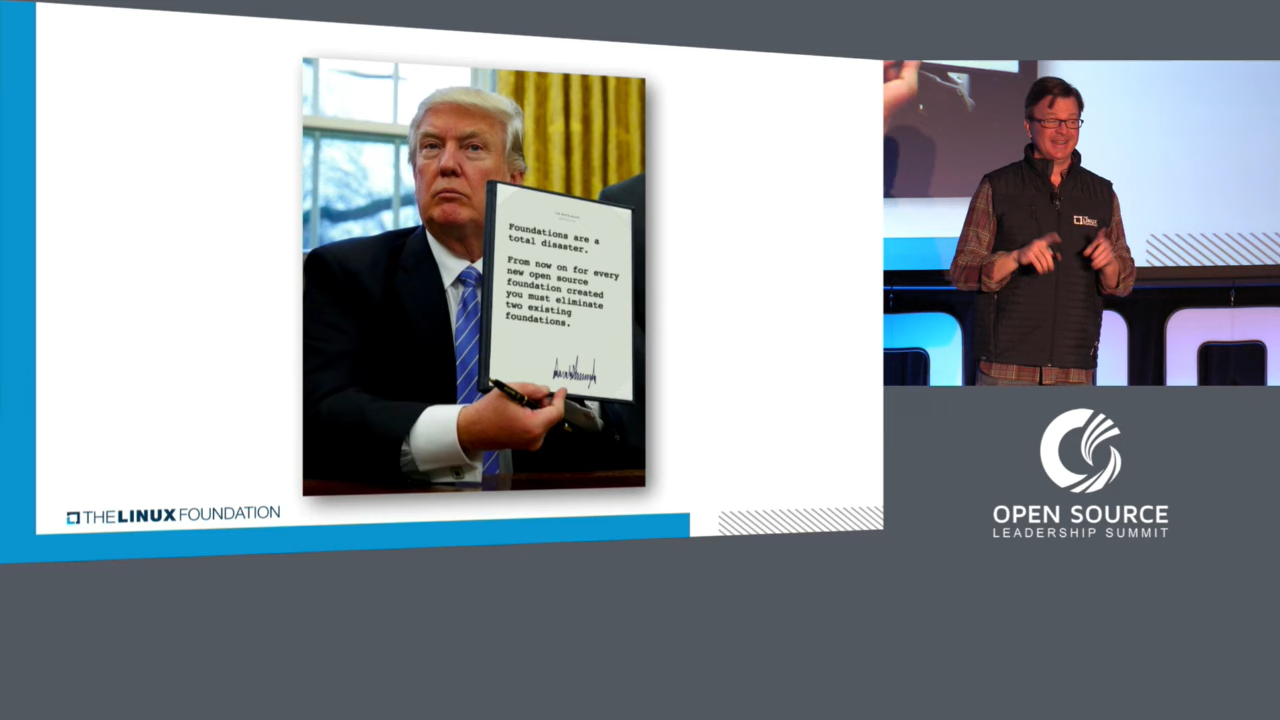 Foundations are a
total disaster.
From now on for every
new open source
foundation created
you must eliminate
two existing
foundations.
THE LINUX FOUNDATION
LINUX
OPEN SOURCE
LEADERSHIP SUMMIT